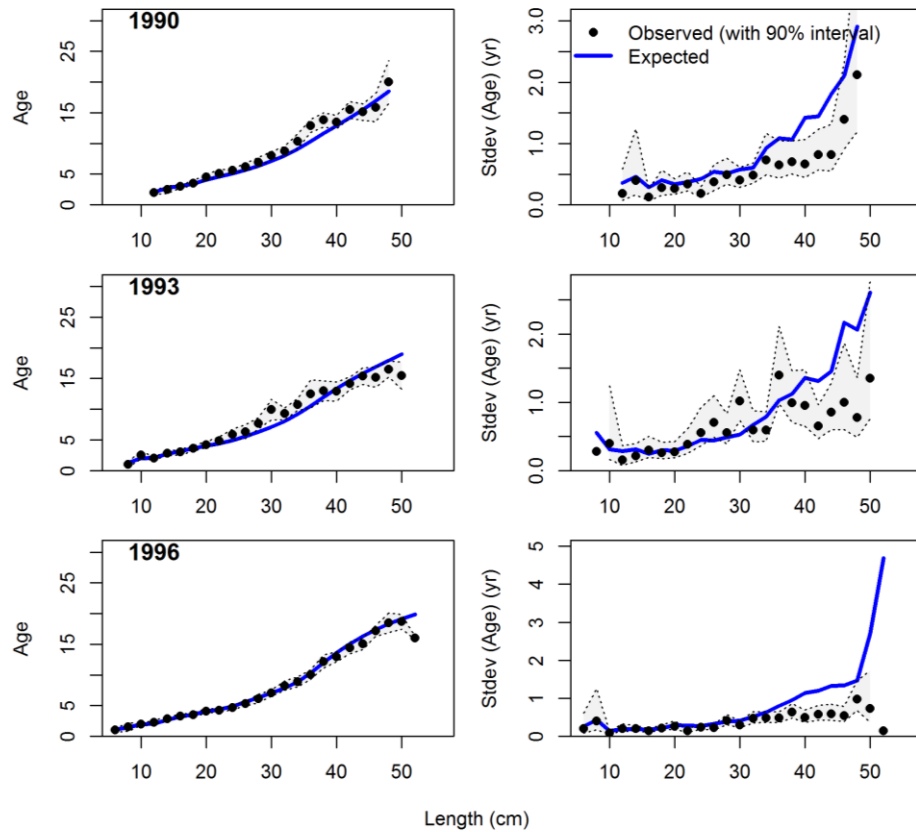 1990
Age
0 5 15 25
10 20 30 40 50
Stdev (Age) (yr)
0.0 1.0 2.0 3.0
Observed (with 90% interval)
Expected
10 20 30 40 50
1993
Age
0 5 15 25
10 20 30 40 50
Stdev (Age) (yr)
0.0 1.0 2.0
10 20 30 40 50
1996
Age
0 5 15 25
10 20 30 40 50
Stdev (Age) (yr)
0 1 2 3 4 5
10 20 30 40 50
Length (cm)